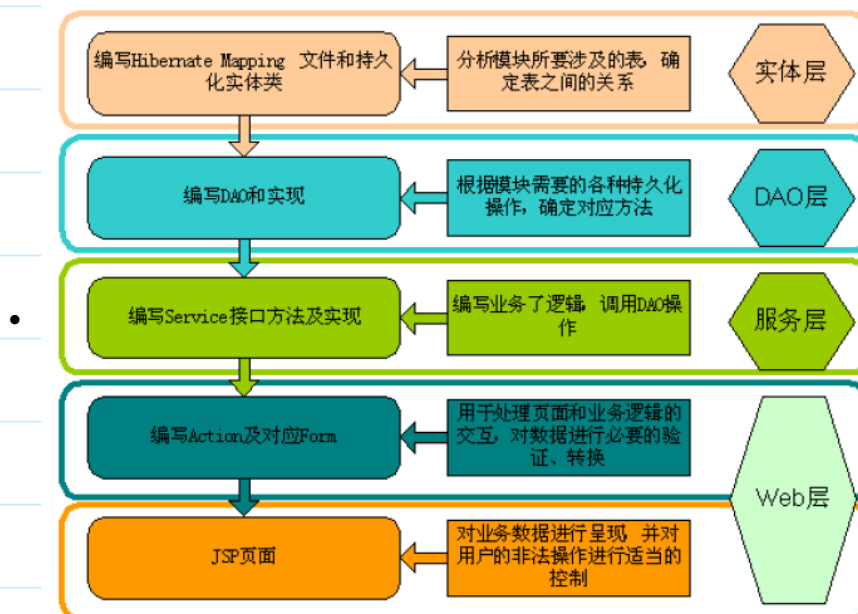 编写Hibernate Mapping 文件和持久
化实体类
分析模块所要涉及的表，确
定表之间的关系
实体层
编写DAO和实现
根据模块需要的各种持久化
操作，确定对应方法
DAO层
编写Service接口方法及实现
编写业务了逻辑，调用DAO操
作
服务层
编写Action及对应Form
用于处理页面和业务逻辑的
交互，对数据进行必要的验
证、转换
Web层
JSP页面
对业务数据进行呈现，并对
用户的非法操作进行适当的
控制